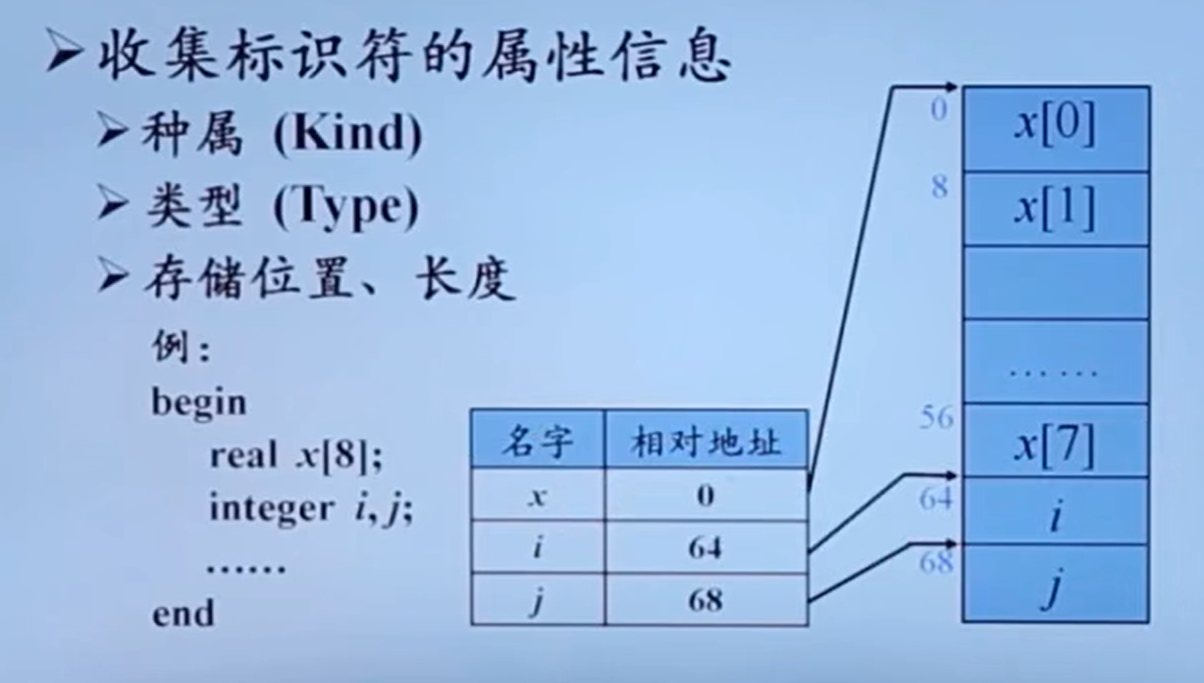 收集标识符的属性信息
种属 (Kind)
类型 (Type)
存储位置、长度
例：
begin
real x[8];
integer i, j;
……
end
名字 相对地址
x 0
i 64
j 68
0 x[0]
8 x[1]
……
56 x[7]
64 i
68 j